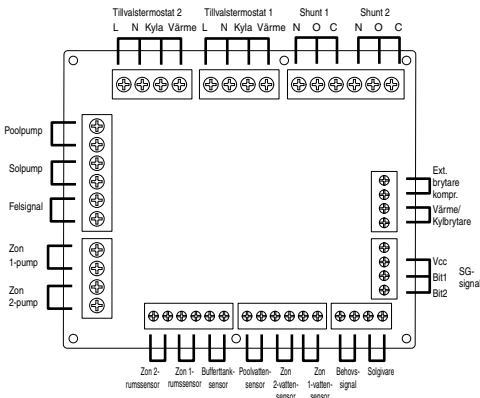 Tillvalstermostat 2 Tillvalstermostat 1 Shunt 1 Shunt 2
L N Kyla Värme L N Kyla Värme N O C N O C
Poolpump
Solpump
Felsignal
Zon
1-pump
Zon
2-pump
Ext.
brytare
kompr.
Värme/
Kylbrytare
Vcc
Bit1
Bit2
SG-
signal
Zon 2-
rumssensor
Zon 1-
rumssensor
Bufferttank-
sensor
Poolvatten-
sensor
Zon
2-vatten-
sensor
Zon
1-vatten-
sensor
Behovs-
signal
Solgivare